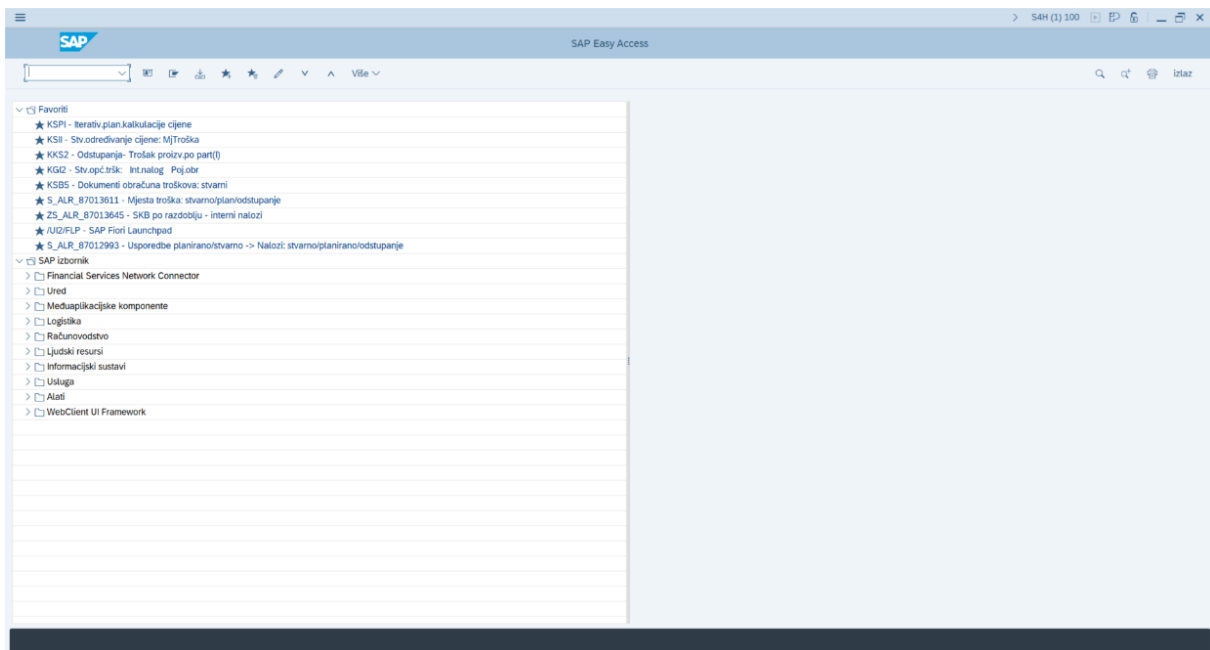 S4H (1) 100
SAP
SAP Easy Access
Više
izlaz
Favoriti
KSPI - Iterativ.plan.kalkulacije cijene
KSII - Stv.određivanje cijene: MjTroška
KKS2 - Odstupanja- Trošak proizv.po part(I)
KGI2 - Stv.opć.tršk: Int.nalog Poj.obr
KSB5 - Dokumenti obračuna troškova: stvarni
S_ALR_87013611 - Mjesta troška: stvarno/plan/odstupanje
ZS_ALR_87013645 - SKB po razdoblju - interni nalozi
/UI2/FLP - SAP Fiori Launchpad
S_ALR_87012993 - Usporedbe planirano/stvarno -> Nalozi: stvarno/planirano/odstupanje
SAP izbornik
Financial Services Network Connector
Ured
Međuaplikacijske komponente
Logistika
Računovodstvo
Ljudski resursi
Informacijski sustavi
Usluga
Alati
WebClient UI Framework